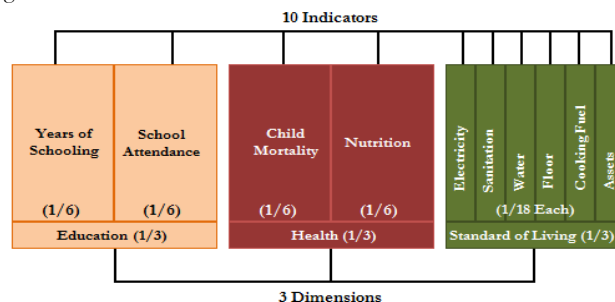 10 Indicators
Years of
Schooling
(1/6)
School
Attendance
(1/6)
Education (1/3)
Child
Mortality
(1/6)
Nutrition
(1/6)
Health (1/3)
Electricity
Sanitation
Water
Floor
Cooking Fuel
Assets
(1/18 Each)
Standard of Living (1/3)
3 Dimensions